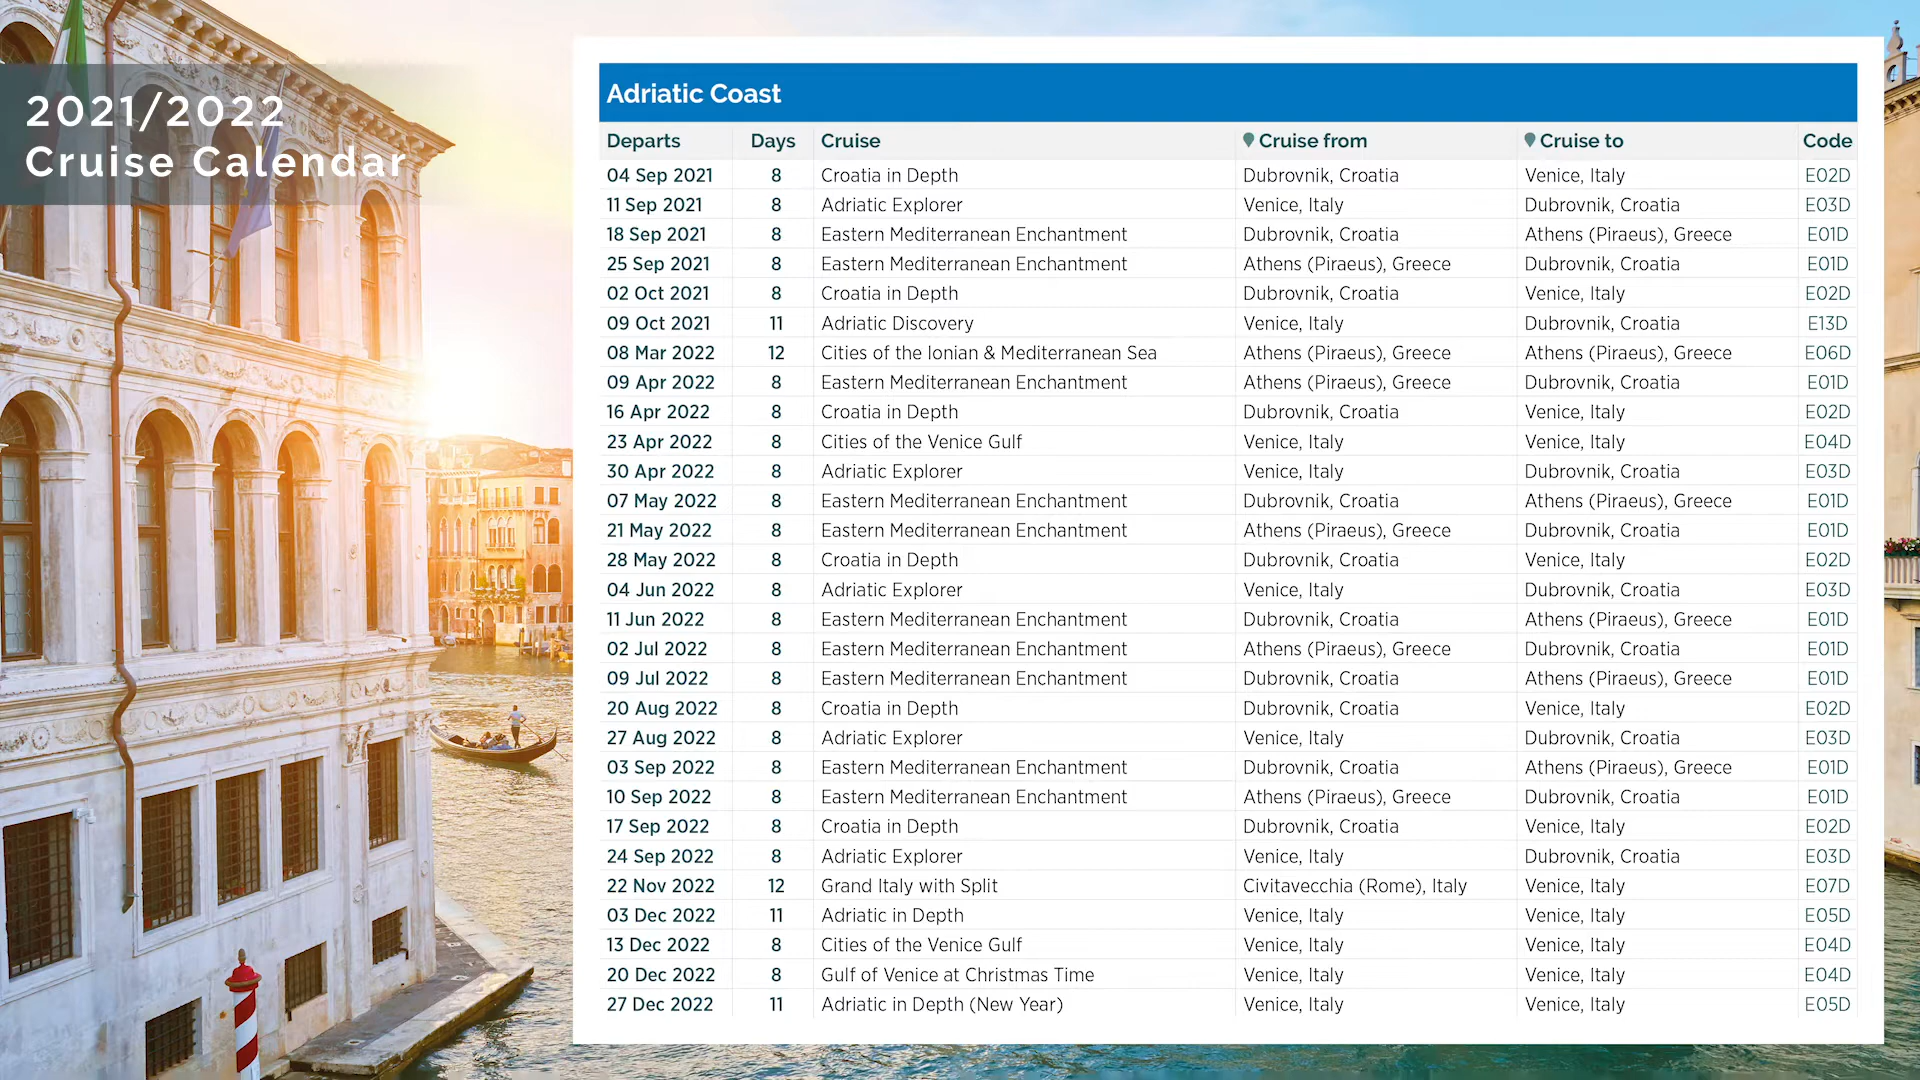 2021/2022
Cruise Calendar
Adriatic Coast
Departs Days Cruise Cruise from Cruise to Code
04 Sep 2021 8 Croatia in Depth Dubrovnik, Croatia Venice, Italy E02D
11 Sep 2021 8 Adriatic Explorer Venice, Italy Dubrovnik, Croatia E03D
18 Sep 2021 8 Eastern Mediterranean Enchantment Dubrovnik, Croatia Athens (Piraeus), Greece E01D
25 Sep 2021 8 Eastern Mediterranean Enchantment Athens (Piraeus), Greece Dubrovnik, Croatia E01D
02 Oct 2021 8 Croatia in Depth Dubrovnik, Croatia Venice, Italy E02D
09 Oct 2021 11 Adriatic Discovery Venice, Italy Dubrovnik, Croatia E13D
08 Mar 2022 12 Cities of the Ionian & Mediterranean Sea Athens (Piraeus), Greece Athens (Piraeus), Greece E06D
09 Apr 2022 8 Eastern Mediterranean Enchantment Athens (Piraeus), Greece Dubrovnik, Croatia E01D
16 Apr 2022 8 Croatia in Depth Dubrovnik, Croatia Venice, Italy E02D
23 Apr 2022 8 Cities of the Venice Gulf Venice, Italy Venice, Italy E04D
30 Apr 2022 8 Adriatic Explorer Venice, Italy Dubrovnik, Croatia E03D
07 May 2022 8 Eastern Mediterranean Enchantment Dubrovnik, Croatia Athens (Piraeus), Greece E01D
21 May 2022 8 Eastern Mediterranean Enchantment Athens (Piraeus), Greece Dubrovnik, Croatia E01D
28 May 2022 8 Croatia in Depth Dubrovnik, Croatia Venice, Italy E02D
04 Jun 2022 8 Adriatic Explorer Venice, Italy Dubrovnik, Croatia E03D
11 Jun 2022 8 Eastern Mediterranean Enchantment Dubrovnik, Croatia Athens (Piraeus), Greece E01D
02 Jul 2022 8 Eastern Mediterranean Enchantment Athens (Piraeus), Greece Dubrovnik, Croatia E01D
09 Jul 2022 8 Eastern Mediterranean Enchantment Dubrovnik, Croatia Athens (Piraeus), Greece E01D
20 Aug 2022 8 Croatia in Depth Dubrovnik, Croatia Venice, Italy E02D
27 Aug 2022 8 Adriatic Explorer Venice, Italy Dubrovnik, Croatia E03D
03 Sep 2022 8 Eastern Mediterranean Enchantment Dubrovnik, Croatia Athens (Piraeus), Greece E01D
10 Sep 2022 8 Eastern Mediterranean Enchantment Athens (Piraeus), Greece Dubrovnik, Croatia E01D
17 Sep 2022 8 Croatia in Depth Dubrovnik, Croatia Venice, Italy E02D
24 Sep 2022 8 Adriatic Explorer Venice, Italy Dubrovnik, Croatia E03D
22 Nov 2022 12 Grand Italy with Split Civitavecchia (Rome), Italy Venice, Italy E07D
03 Dec 2022 11 Adriatic in Depth Venice, Italy Venice, Italy E05D
13 Dec 2022 8 Cities of the Venice Gulf Venice, Italy Venice, Italy E04D
20 Dec 2022 8 Gulf of Venice at Christmas Time Venice, Italy Venice, Italy E04D
27 Dec 2022 11 Adriatic in Depth (New Year) Venice, Italy Venice, Italy E05D